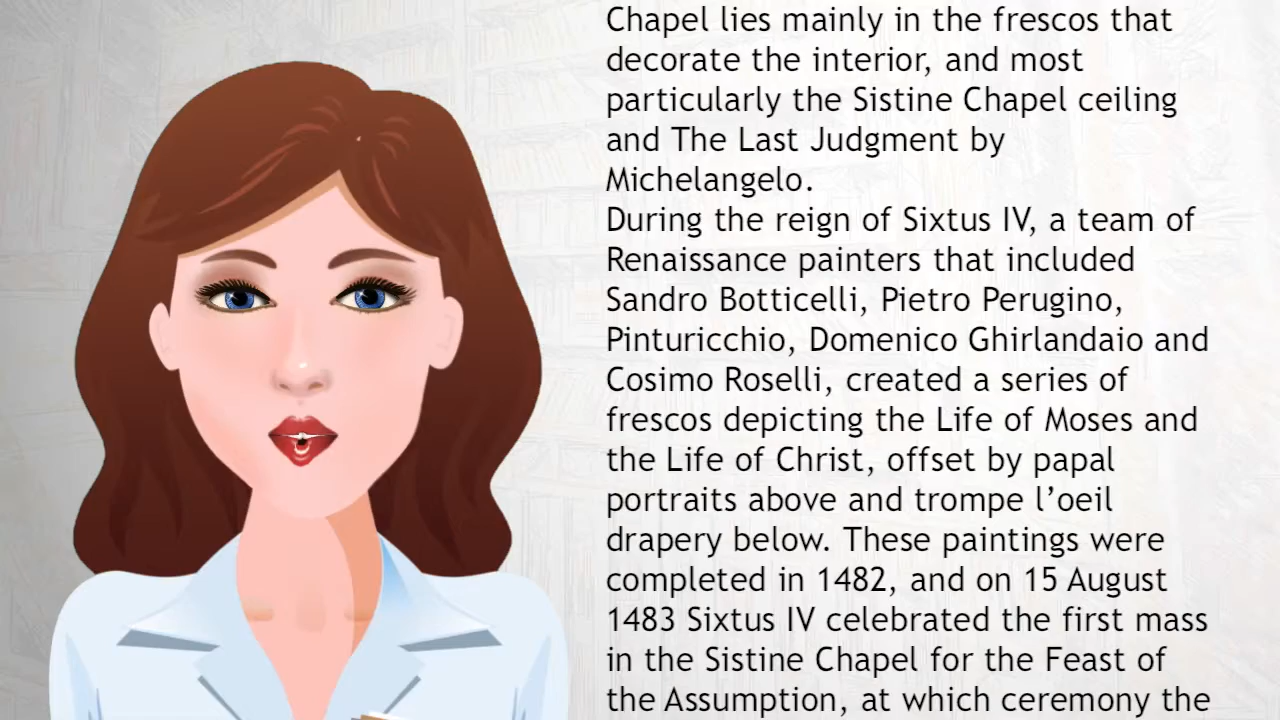 Chapel lies mainly in the frescos that
decorate the interior, and most
particularly the Sistine Chapel ceiling
and The Last Judgment by
Michelangelo.
During the reign of Sixtus IV, a team of
Renaissance painters that included
Sandro Botticelli, Pietro Perugino,
Pinturicchio, Domenico Ghirlandaio and
Cosimo Roselli, created a series of
frescos depicting the Life of Moses and
the Life of Christ, offset by papal
portraits above and trompe l’oeil
drapery below. These paintings were
completed in 1482, and on 15 August
1483 Sixtus IV celebrated the first mass
in the Sistine Chapel for the Feast of
the Assumption, at which ceremony the